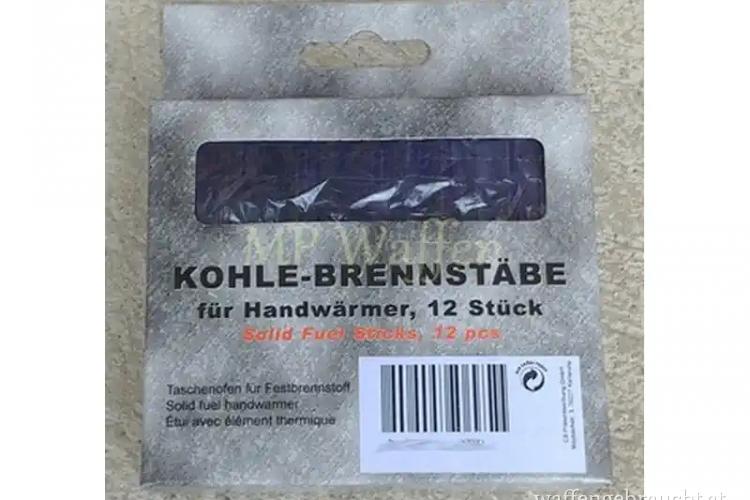 MP Waffen
KOHLE-BRENNSTÄBE
für Handwärmer, 12 Stück
Solid Fuel Sticks, 12 pcs
Taschenofen für Festbrennstoff
Solid fuel handwarmer
Étui avec élément thermique
waffengebraucht.at